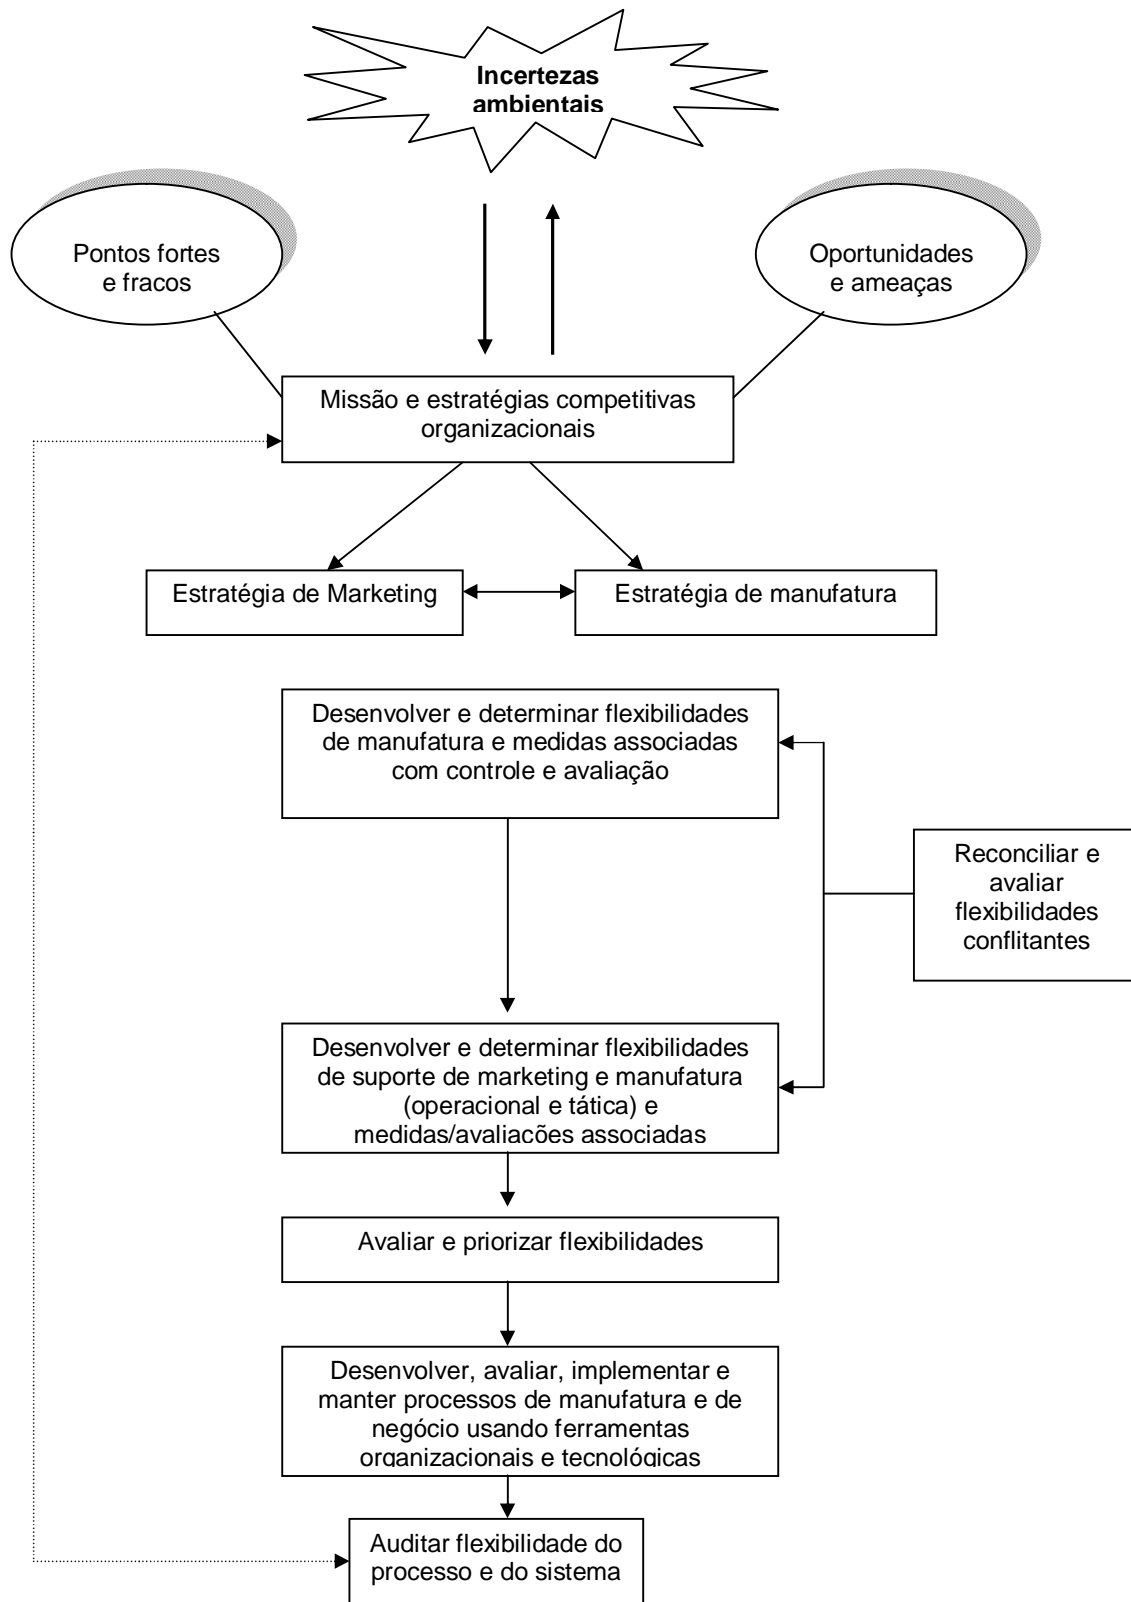 Incertezas
ambientais
Pontos fortes
e fracos
Oportunidades
e ameaças
Missão e estratégias competitivas
organizacionais
Estratégia de Marketing
Estratégia de manufatura
Desenvolver e determinar flexibilidades
de manufatura e medidas associadas
com controle e avaliação
Reconciliar e
avaliar
flexibilidades
conflitantes
Desenvolver e determinar flexibilidades
de suporte de marketing e manufatura
(operacional e tática) e
medidas/avaliações associadas
Avaliar e priorizar flexibilidades
Desenvolver, avaliar, implementar e
manter processos de manufatura e de
negócio usando ferramentas
organizacionais e tecnológicas
Auditar flexibilidade do
processo e do sistema